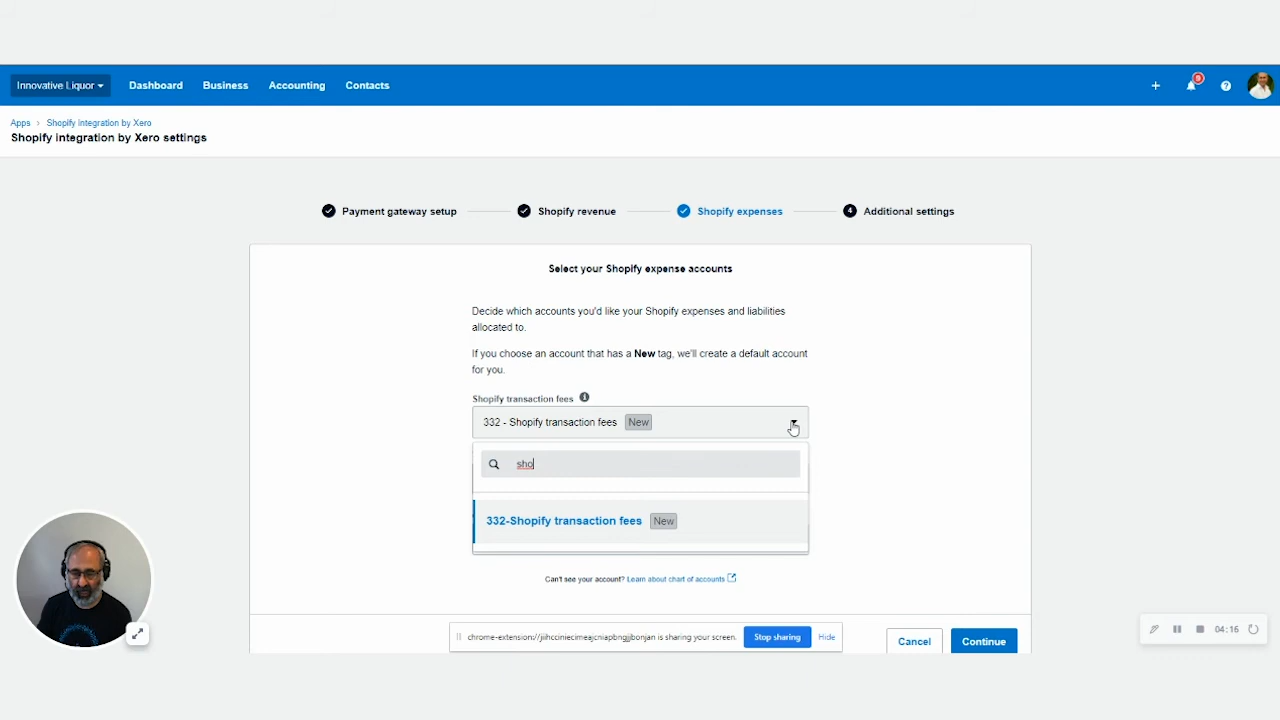 Innovative Liquor
Dashboard
Business
Accounting
Contacts
9
Apps > Shopify integration by Xero
Shopify integration by Xero settings
Payment gateway setup
Shopify revenue
Shopify expenses
4 Additional settings
Select your Shopify expense accounts
Decide which accounts you'd like your Shopify expenses and liabilities
allocated to.
If you choose an account that has a New tag, we'll create a default account
for you.
Shopify transaction fees
332 - Shopify transaction fees New
sho
332-Shopify transaction fees New
Can't see your account? Learn about chart of accounts
chrome-extension//jiihcciniecimeajcniapbngjjbonjan is sharing your screen.
Stop sharing
Hide
Cancel
Continue
04:16